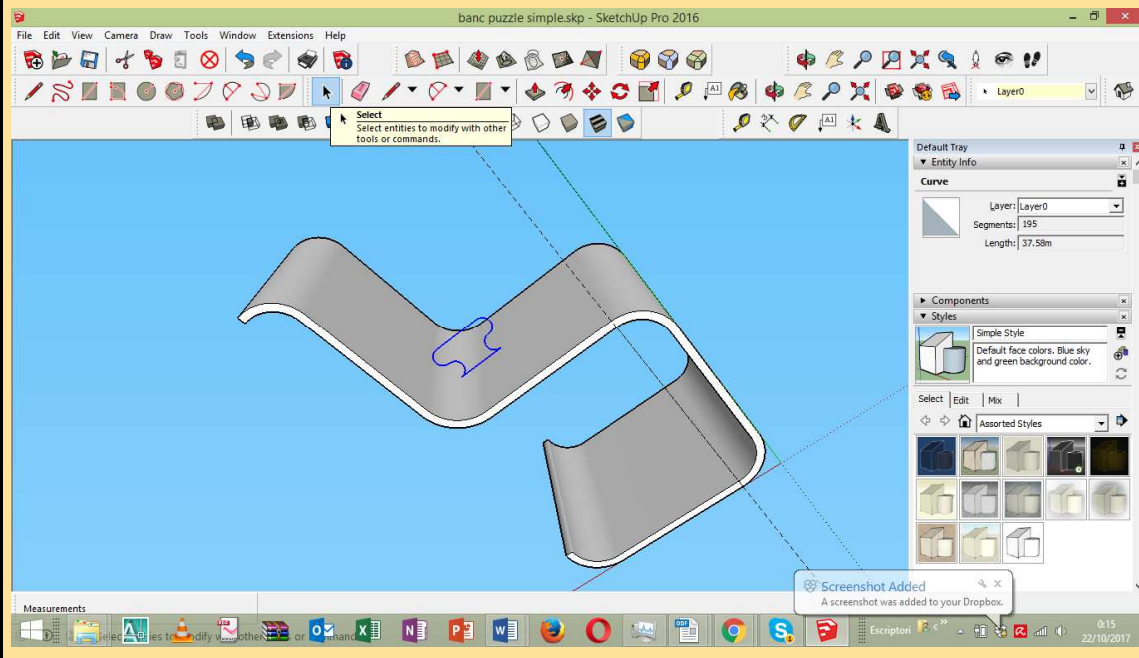 banc puzzle simple.skp - SketchUp Pro 2016
File Edit View Camera Draw Tools Window Extensions Help
Layer0
Select
Select entities to modify with other
tools or commands.
Default Tray
Entity Info
Curve
Layer: Layer0
Segments: 195
Length: 37.58m
Components
Styles
Simple Style
Default face colors. Blue sky
and green background color.
Select Edit Mix
Assorted Styles
Screenshot Added
A screenshot was added to your Dropbox.
Measurements
Escriptori
0:15
22/10/2017